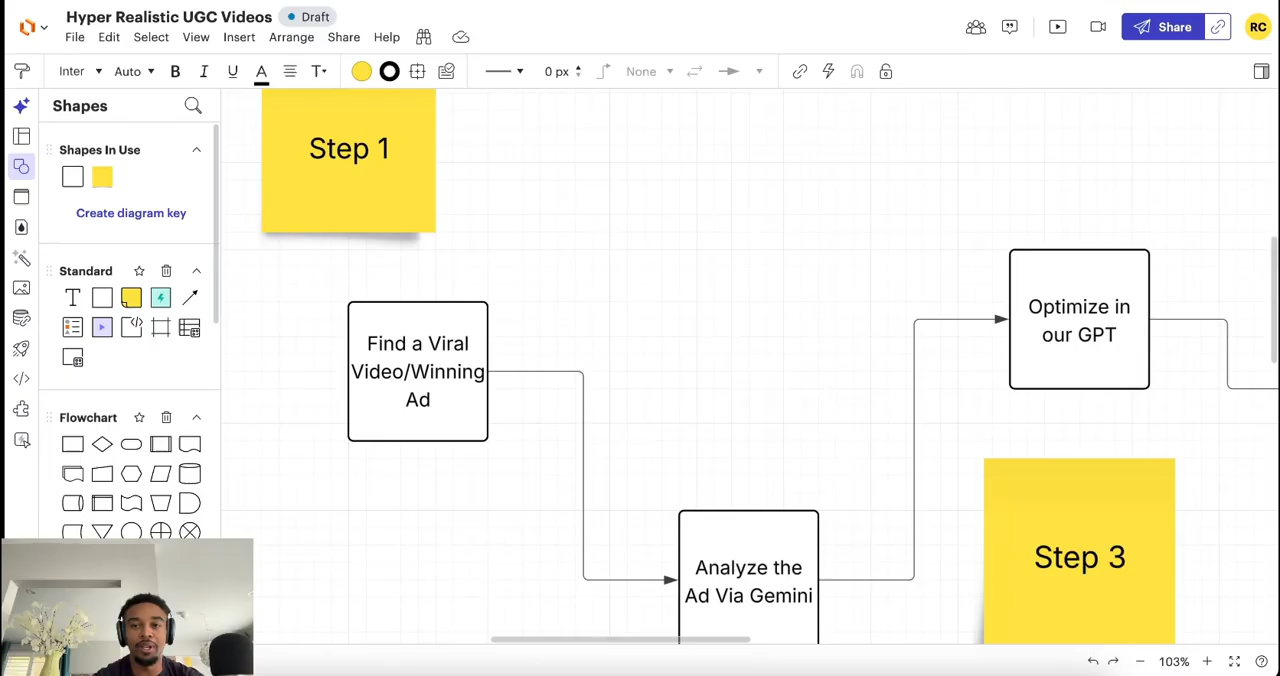 Hyper Realistic UGC Videos
Draft
File Edit Select View Insert Arrange Share Help
Share
RC
Inter
Auto
B I U A T
0 px
None
Shapes
Shapes In Use
Create diagram key
Standard
T
Flowchart
Step 1
Find a Viral
Video/Winning
Ad
Analyze the
Ad Via Gemini
Optimize in
our GPT
Step 3
103%